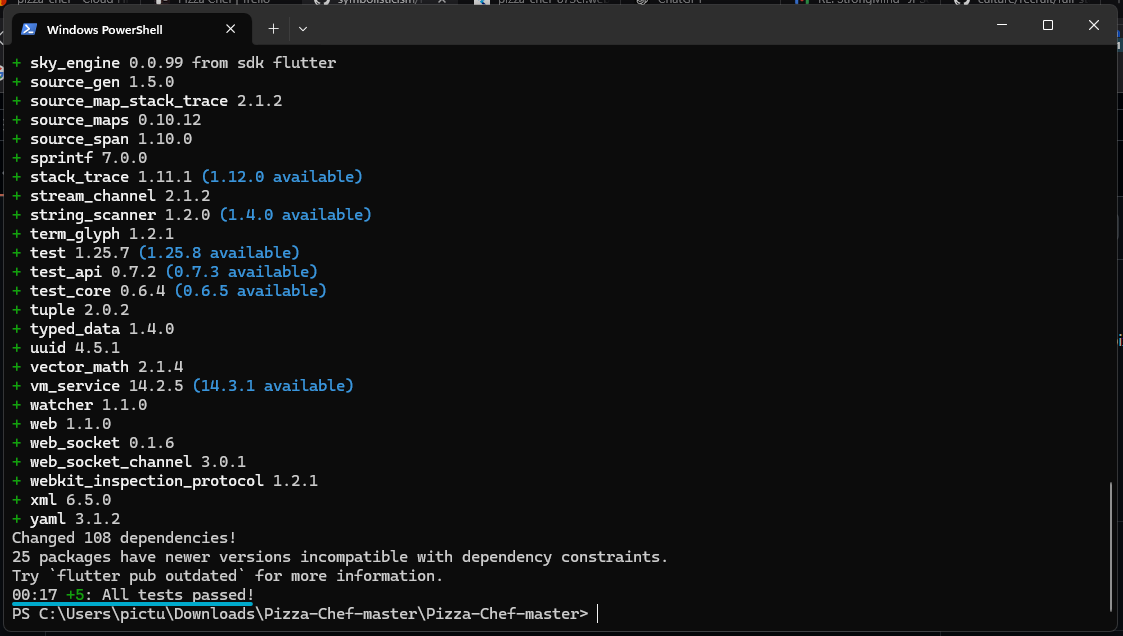 Windows PowerShell
+ sky_engine 0.0.99 from sdk flutter
+ source_gen 1.5.0
+ source_map_stack_trace 2.1.2
+ source_maps 0.10.12
+ source_span 1.10.0
+ sprintf 7.0.0
+ stack_trace 1.11.1 (1.12.0 available)
+ stream_channel 2.1.2
+ string_scanner 1.2.0 (1.4.0 available)
+ term_glyph 1.2.1
+ test 1.25.7 (1.25.8 available)
+ test_api 0.7.2 (0.7.3 available)
+ test_core 0.6.4 (0.6.5 available)
+ tuple 2.0.2
+ typed_data 1.4.0
+ uuid 4.5.1
+ vector_math 2.1.4
+ vm_service 14.2.5 (14.3.1 available)
+ watcher 1.1.0
+ web 1.1.0
+ web_socket 0.1.6
+ web_socket_channel 3.0.1
+ webkit_inspection_protocol 1.2.1
+ xml 6.5.0
+ yaml 3.1.2
Changed 108 dependencies!
25 packages have newer versions incompatible with dependency constraints.
Try `flutter pub outdated` for more information.
00:17 +5: All tests passed!
PS C:\Users\pictu\Downloads\Pizza-Chef-master\Pizza-Chef-master>